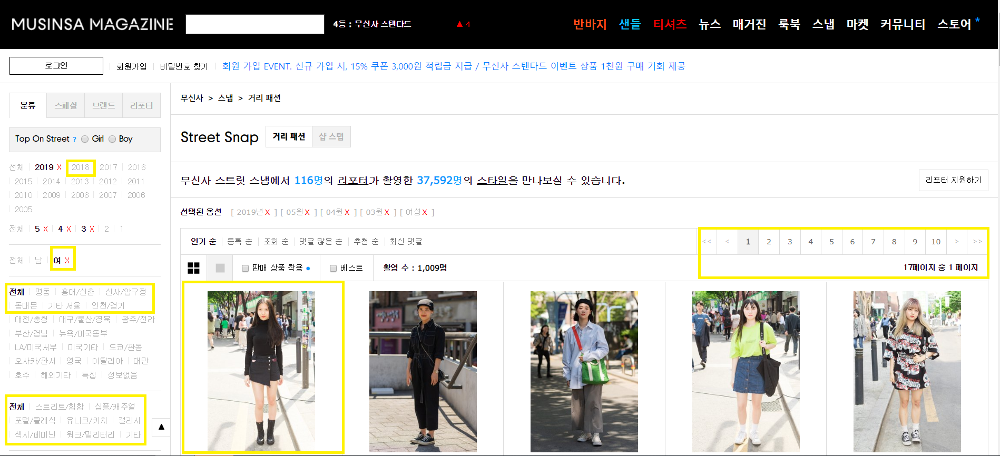 MUSINSA MAGAZINE
4등 : 무신사 스탠다드 ▲ 4
반바지 샌들 티셔츠 뉴스 매거진 룩북 스냅 마켓 커뮤니티 스토어 *
로그인 회원가입 비밀번호 찾기 회원 가입 EVENT. 신규 가입 시, 15% 쿠폰 3,000원 적립금 지급 / 무신사 스탠다드 이벤트 상품 1천원 구매 기회 제공
분류 스페셜 브랜드 리포터
Top On Street ? Girl Boy
전체 2019 X 2018 2017 2016
2015 2014 2013 2012 2011
2010 2009 2008 2007 2006
2005
전체 5 X 4 X 3 X 2 1
전체 남 여 X
전체 명동 홍대/신촌 신사/압구정
동대문 기타 서울 인천/경기
대전/충청 대구/울산/경북 광주/전라
부산/경남 뉴욕/미국동부
LA/미국서부 미국기타 도쿄/관동
오사카/관서 영국 이탈리아 대만
호주 해외기타 특집 정보없음
전체 스트리트/힙합 심플/캐주얼
포멀/클래식 유니크/키치 걸리시
섹시/페미닌 워크/밀리터리 기타
▲
무신사 > 스냅 > 거리 패션
Street Snap 거리 패션 샵 스탭
무신사 스트릿 스냅에서 116명의 리포터가 촬영한 37,592명의 스타일을 만나보실 수 있습니다.
리포터 지원하기
선택된 옵션 [ 2019년 X ] [ 05월 X ] [ 04월 X ] [ 03월 X ] [ 여성 X ]
인기 순 등록 순 조회 순 댓글 많은 순 추천 순 최신 댓글
<< < 1 2 3 4 5 6 7 8 9 10 > >>
판매 상품 착용 베스트 촬영 수 : 1,009명
17페이지 중 1 페이지